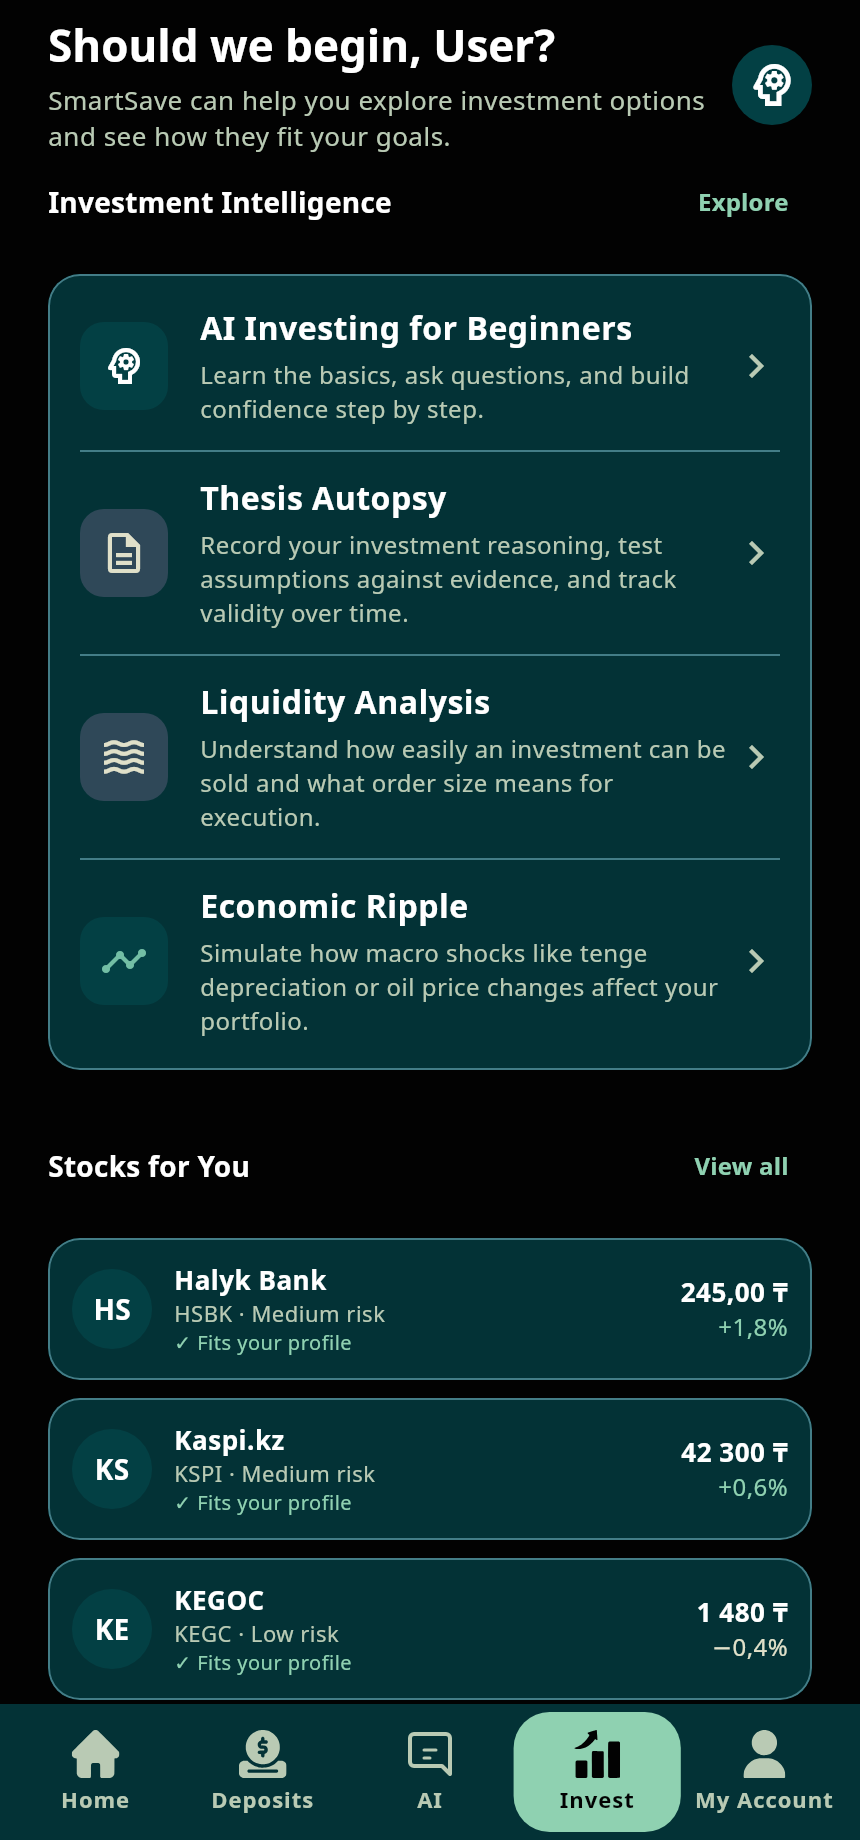 Should we begin, User?
SmartSave can help you explore investment options
and see how they fit your goals.
Investment Intelligence
Explore
AI Investing for Beginners
Learn the basics, ask questions, and build
confidence step by step.
Thesis Autopsy
Record your investment reasoning, test
assumptions against evidence, and track
validity over time.
Liquidity Analysis
Understand how easily an investment can be
sold and what order size means for
execution.
Economic Ripple
Simulate how macro shocks like tenge
depreciation or oil price changes affect your
portfolio.
Stocks for You
View all
HS
Halyk Bank
HSBK · Medium risk
✓ Fits your profile
245,00 ₸
+1,8%
KS
Kaspi.kz
KSPI · Medium risk
✓ Fits your profile
42 300 ₸
+0,6%
KE
KEGOC
KEGC · Low risk
✓ Fits your profile
1 480 ₸
−0,4%
Home
Deposits
AI
Invest
My Account